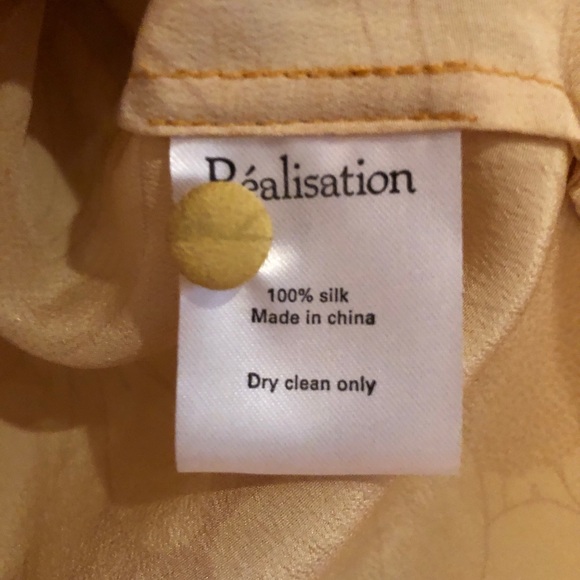 Réalisation
100% silk
Made in china
Dry clean only